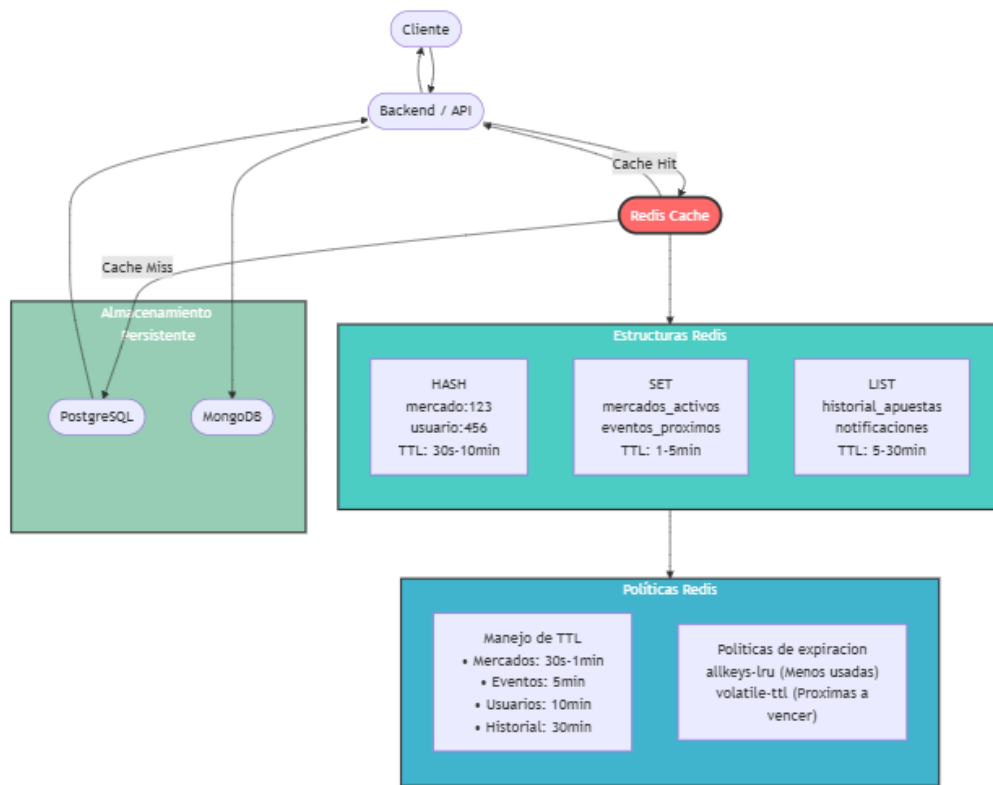 Cliente
Backend / API
Cache Hit
Redis Cache
Cache Miss
Almacenamiento
Persistente
PostgreSQL
MongoDB
Estructuras Redis
HASH
mercado:123
usuario:456
TTL: 30s-10min
SET
mercados_activos
eventos_proximos
TTL: 1-5min
LIST
historial_apuestas
notificaciones
TTL: 5-30min
Políticas Redis
Manejo de TTL
• Mercados: 30s-1min
• Eventos: 5min
• Usuarios: 10min
• Historial: 30min
Politicas de expiracion
allkeys-lru (Menos usadas)
volatile-ttl (Proximas a
vencer)